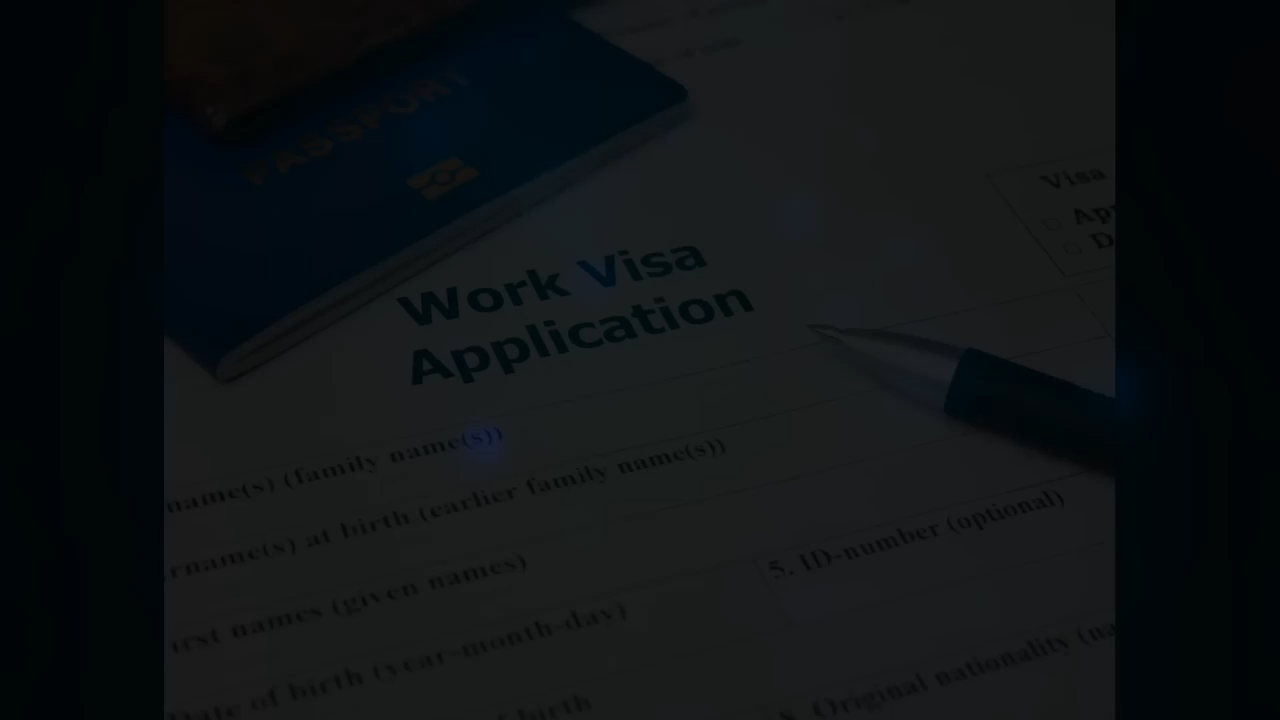 PASSPORT
Visa
Work Visa
Application
name(s) (family name(s))
name(s) at birth (earlier family name(s))
names (given names)
5. ID-number (optional)
of birth (year-month-day)
Original nationality
birth